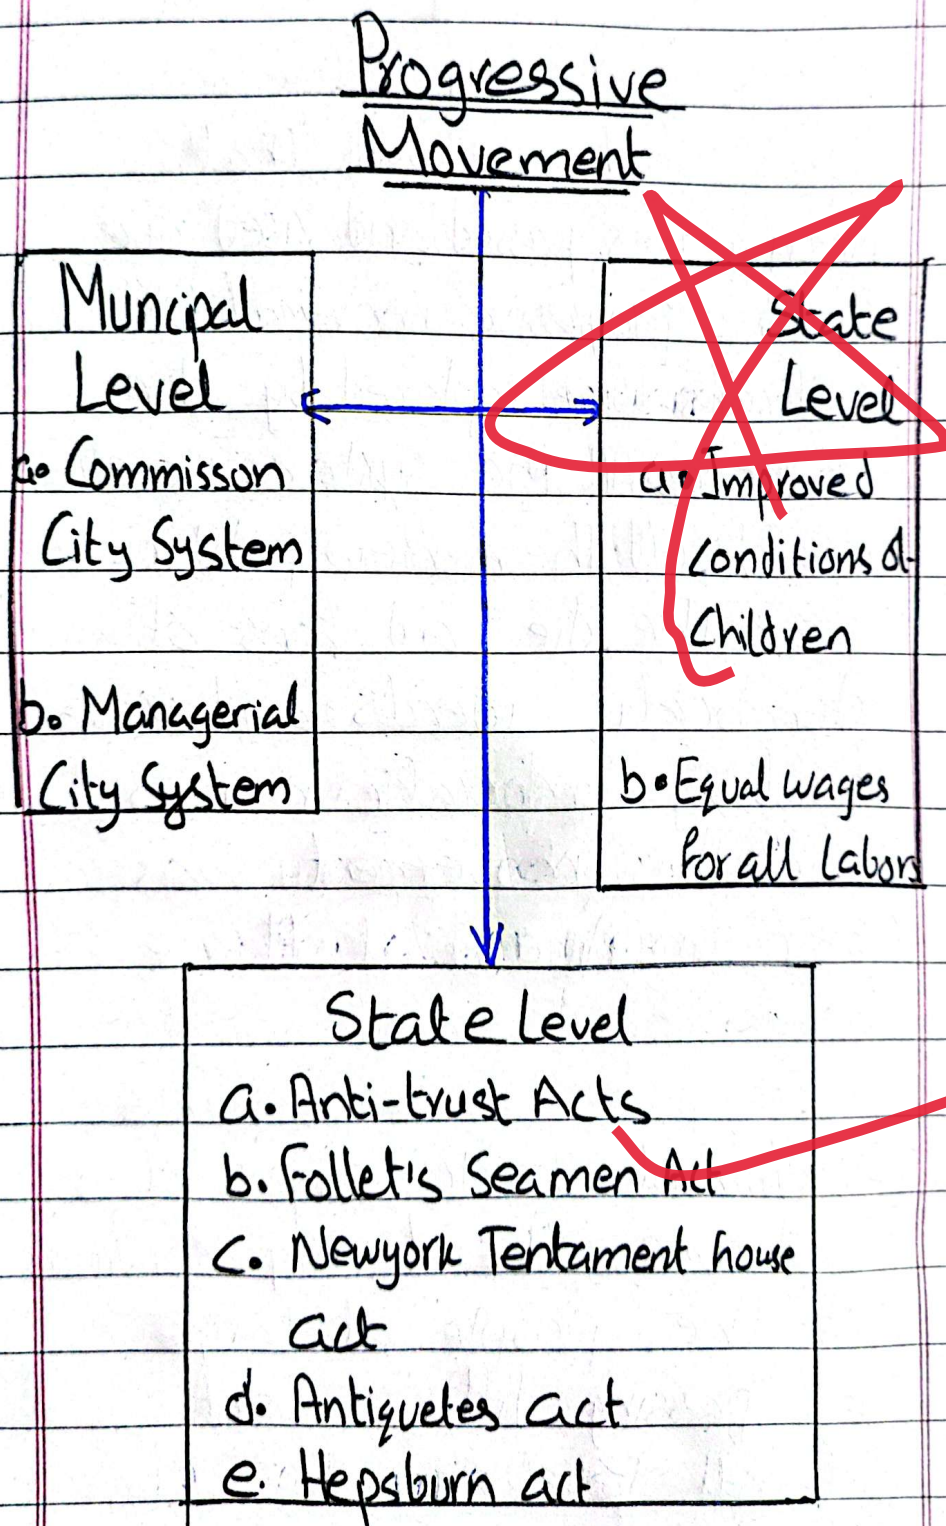 Progressive
Movement
Muncipal
Level
a. Commisson
City System
b. Managerial
City System
State
Level
a. Improved
Conditions of
Children
b. Equal wages
for all Labors
State Level
a. Anti-trust Acts
b. Follet's Seamen Act
c. Newyork Tentament house
act
d. Antiquetes act
e. Hepsburn act